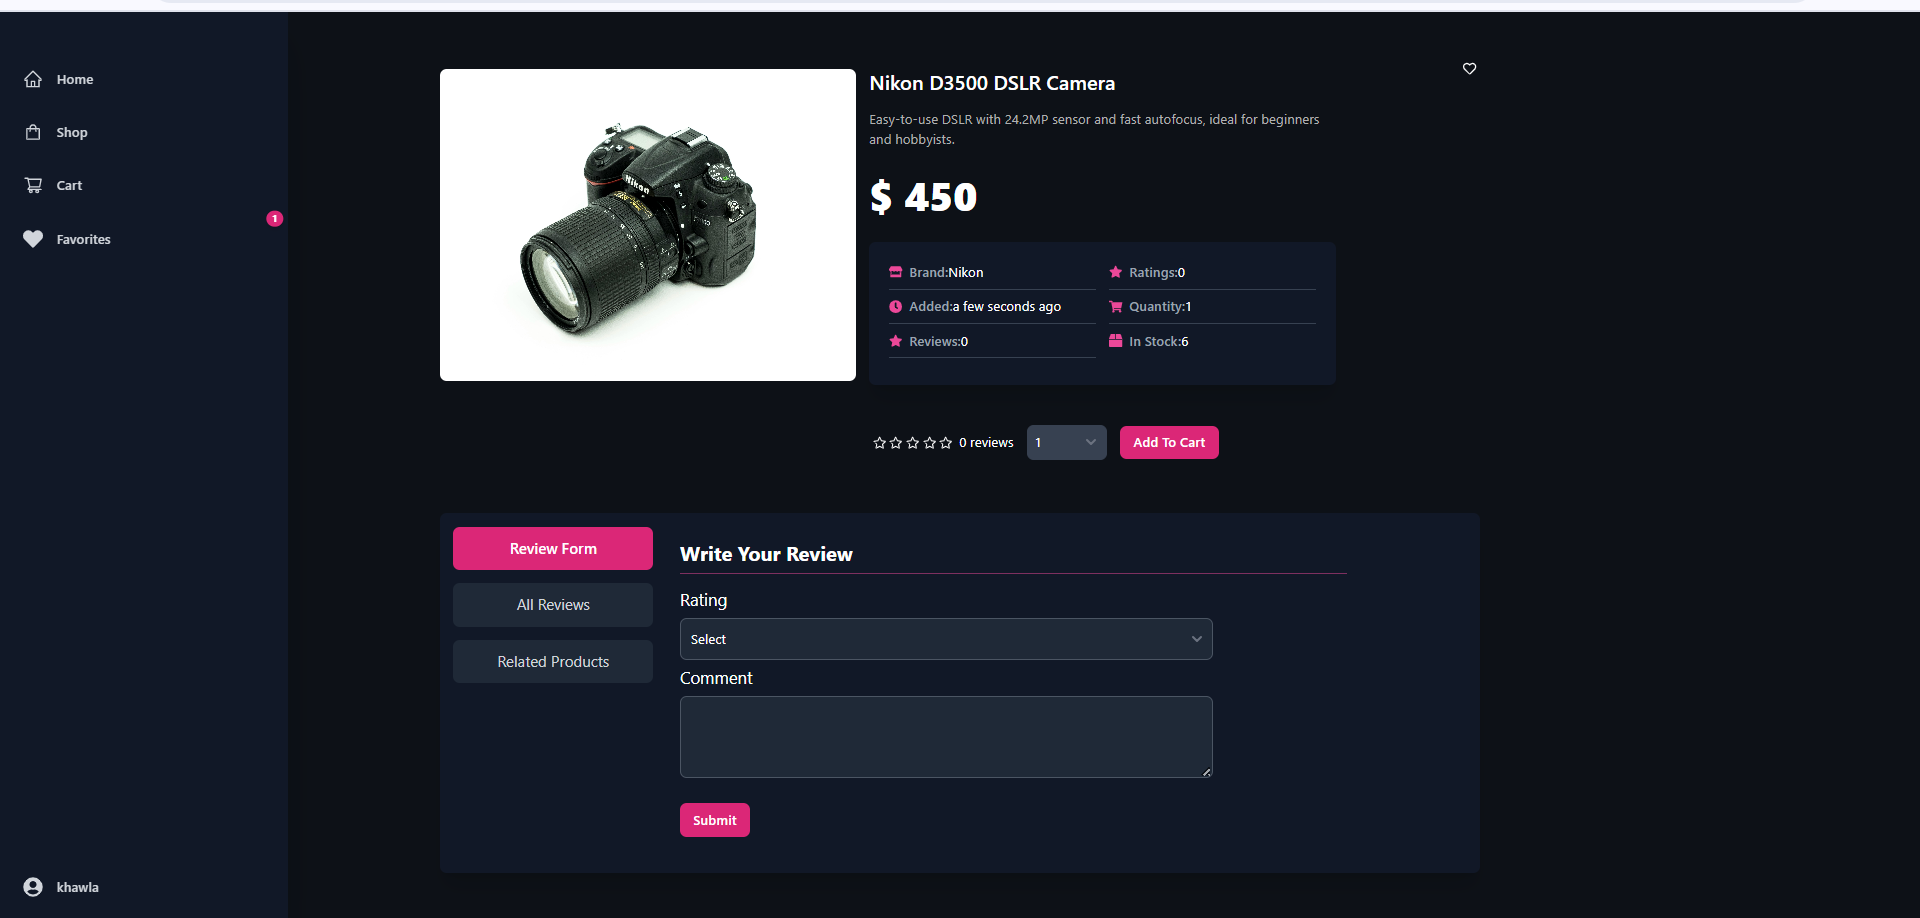 Home
Shop
Cart
1
Favorites
khawla
Nikon
Nikon D3500 DSLR Camera
Easy-to-use DSLR with 24.2MP sensor and fast autofocus, ideal for beginners
and hobbyists.
$ 450
Brand:Nikon
Ratings:0
Added:a few seconds ago
Quantity:1
Reviews:0
In Stock:6
0 reviews
1
Add To Cart
Review Form
All Reviews
Related Products
Write Your Review
Rating
Select
Comment
Submit